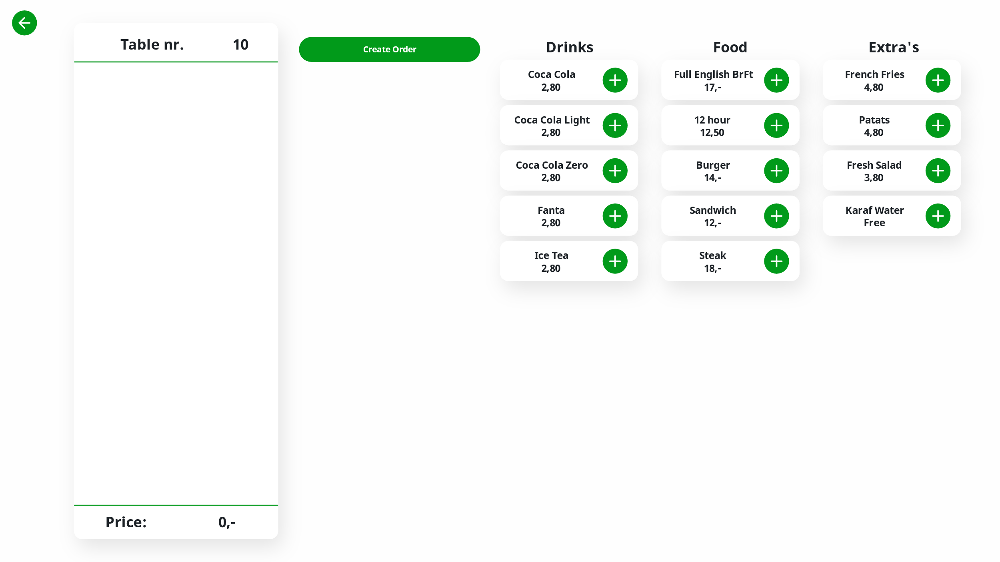 Table nr. 10
Create Order
Drinks
Coca Cola
2,80
Coca Cola Light
2,80
Coca Cola Zero
2,80
Fanta
2,80
Ice Tea
2,80
Food
Full English BrFt
17,-
12 hour
12,50
Burger
14,-
Sandwich
12,-
Steak
18,-
Extra's
French Fries
4,80
Patats
4,80
Fresh Salad
3,80
Karaf Water
Free
Price: 0,-